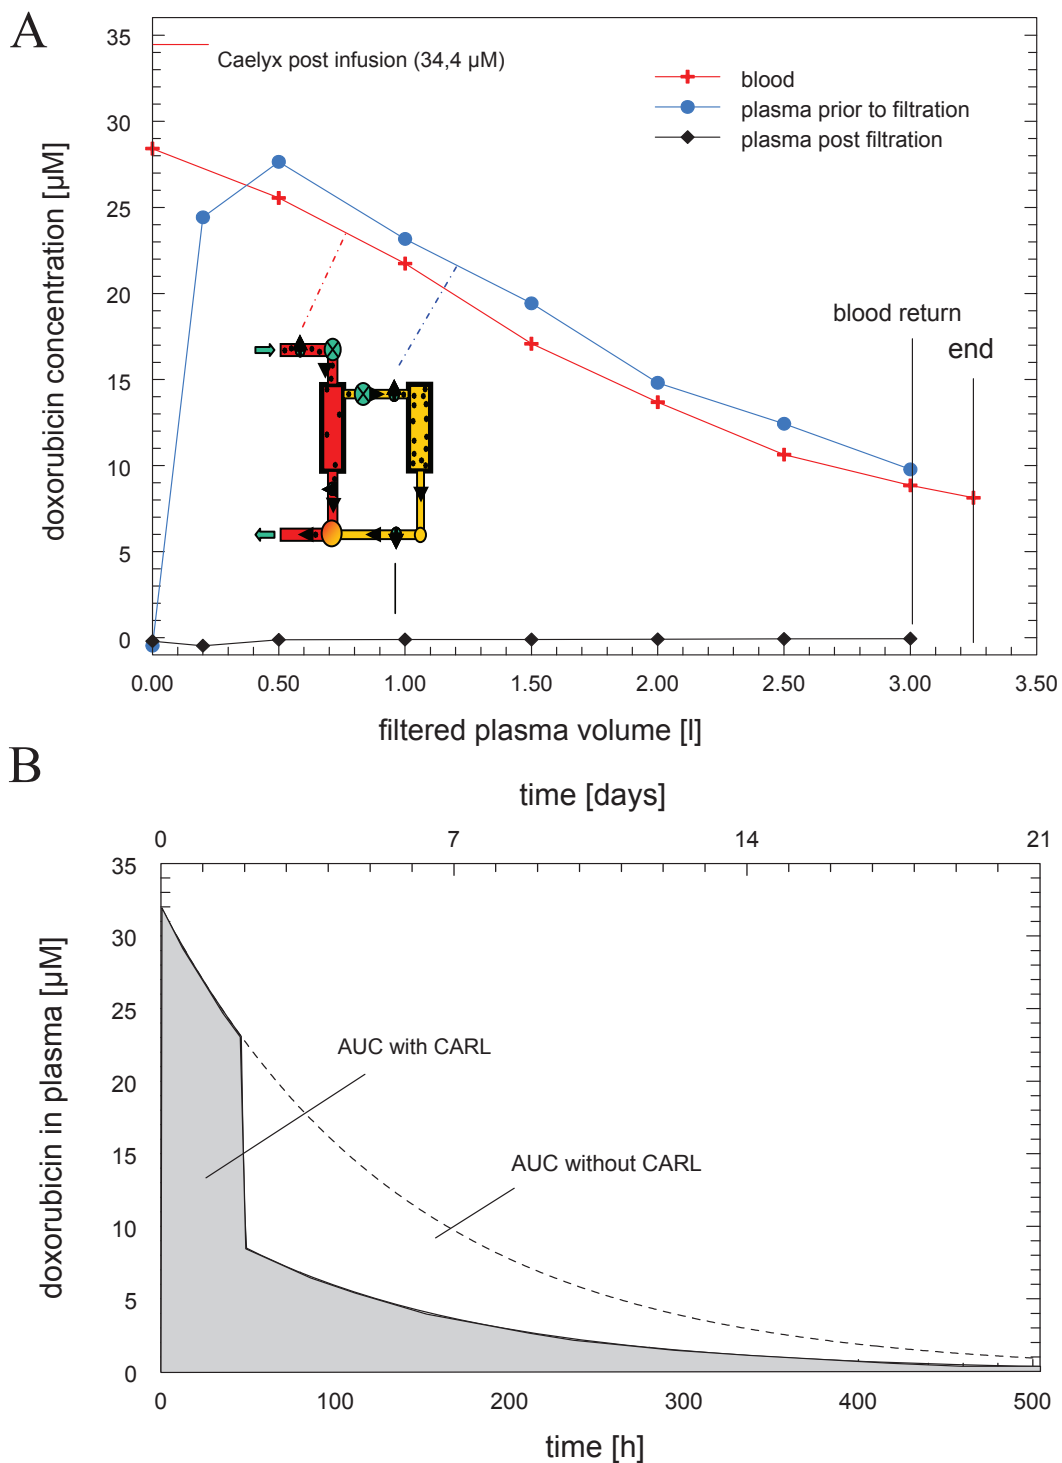 A
35
30
25
20
15
10
5
0
doxorubicin concentration [µM]
Caelyx post infusion (34,4 µM)
blood
plasma prior to filtration
plasma post filtration
blood return
end
0.00 0.50 1.00 1.50 2.00 2.50 3.00 3.50
filtered plasma volume [l]
B
time [days]
0 7 14 21
35
30
25
20
15
10
5
0
doxorubicin in plasma [µM]
AUC with CARL
AUC without CARL
0 100 200 300 400 500
time [h]